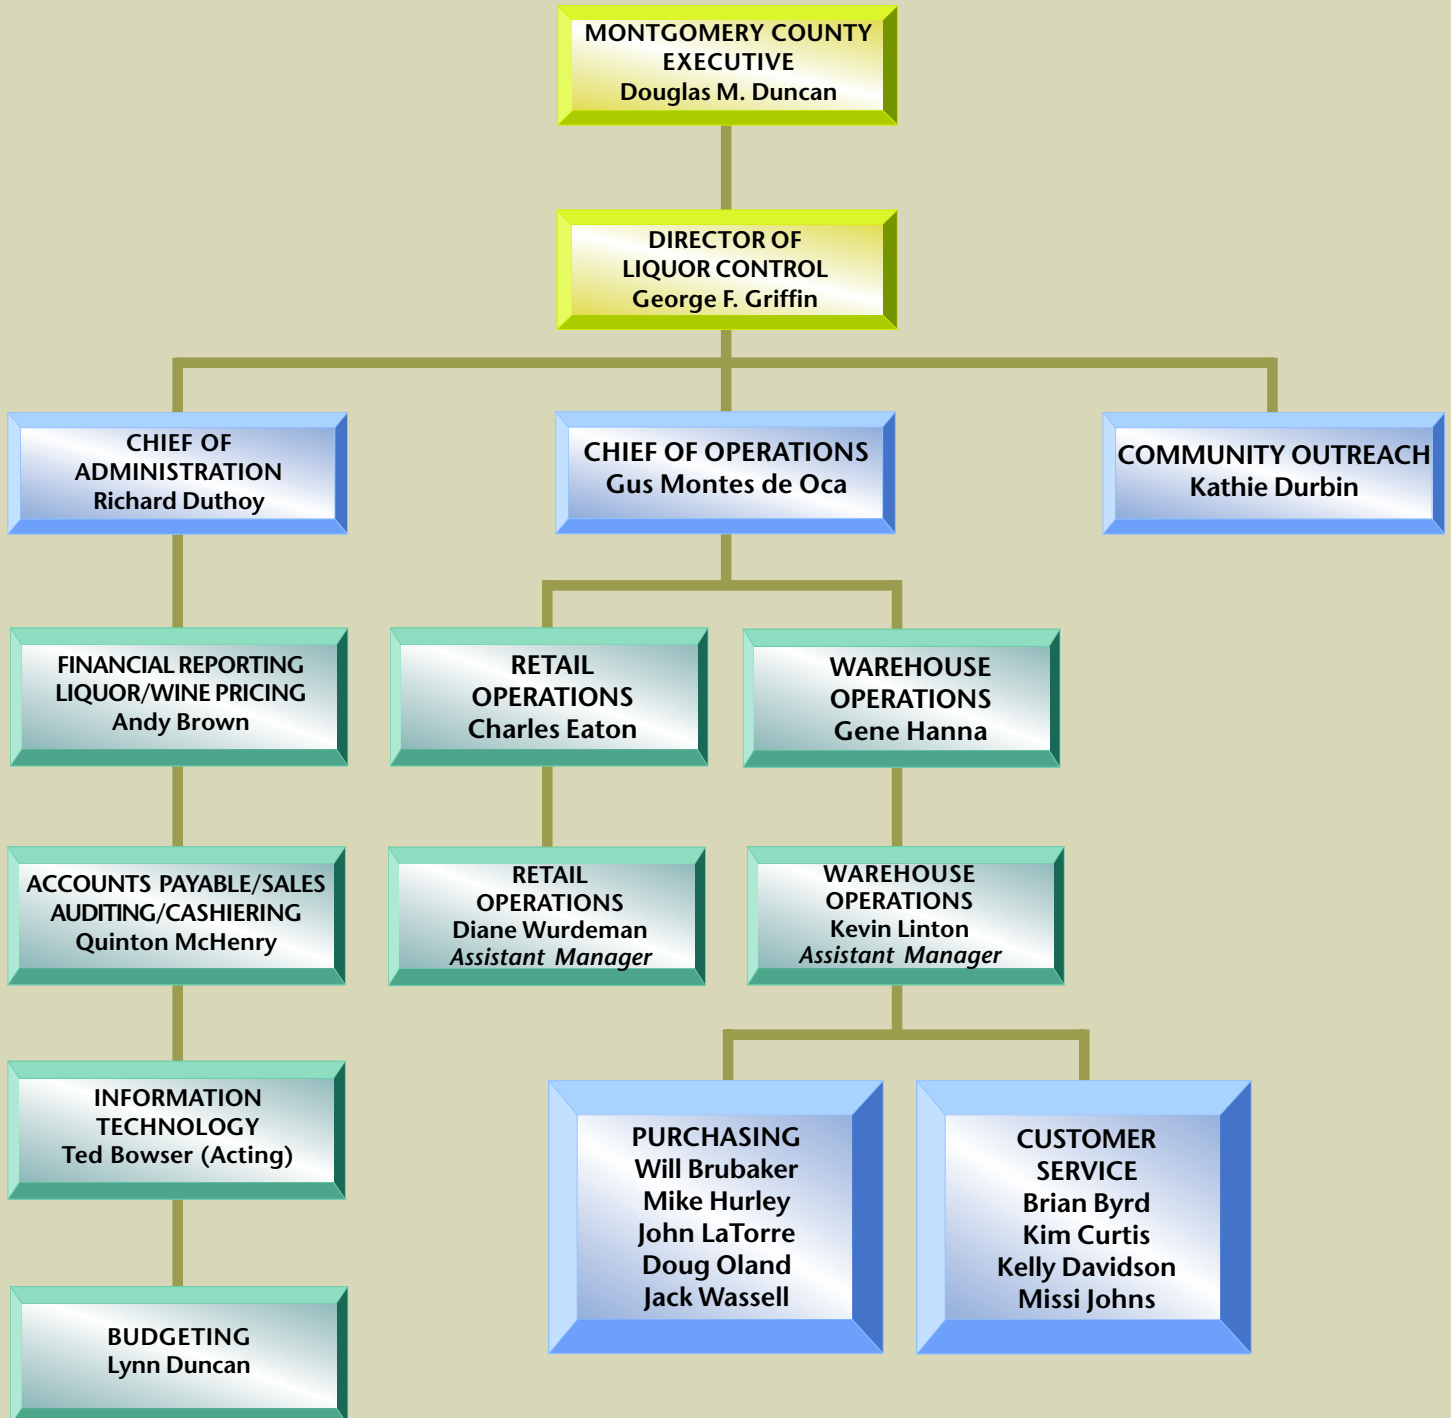 MONTGOMERY COUNTY
EXECUTIVE
Douglas M. Duncan
DIRECTOR OF
LIQUOR CONTROL
George F. Griffin
CHIEF OF
ADMINISTRATION
Richard Duthoy
CHIEF OF OPERATIONS
Gus Montes de Oca
COMMUNITY OUTREACH
Kathie Durbin
FINANCIAL REPORTING
LIQUOR/WINE PRICING
Andy Brown
RETAIL
OPERATIONS
Charles Eaton
WAREHOUSE
OPERATIONS
Gene Hanna
ACCOUNTS PAYABLE/SALES
AUDITING/CASHIERING
Quinton McHenry
RETAIL
OPERATIONS
Diane Wurdeman
Assistant Manager
WAREHOUSE
OPERATIONS
Kevin Linton
Assistant Manager
INFORMATION
TECHNOLOGY
Ted Bowser (Acting)
PURCHASING
Will Brubaker
Mike Hurley
John LaTorre
Doug Oland
Jack Wassell
CUSTOMER
SERVICE
Brian Byrd
Kim Curtis
Kelly Davidson
Missi Johns
BUDGETING
Lynn Duncan